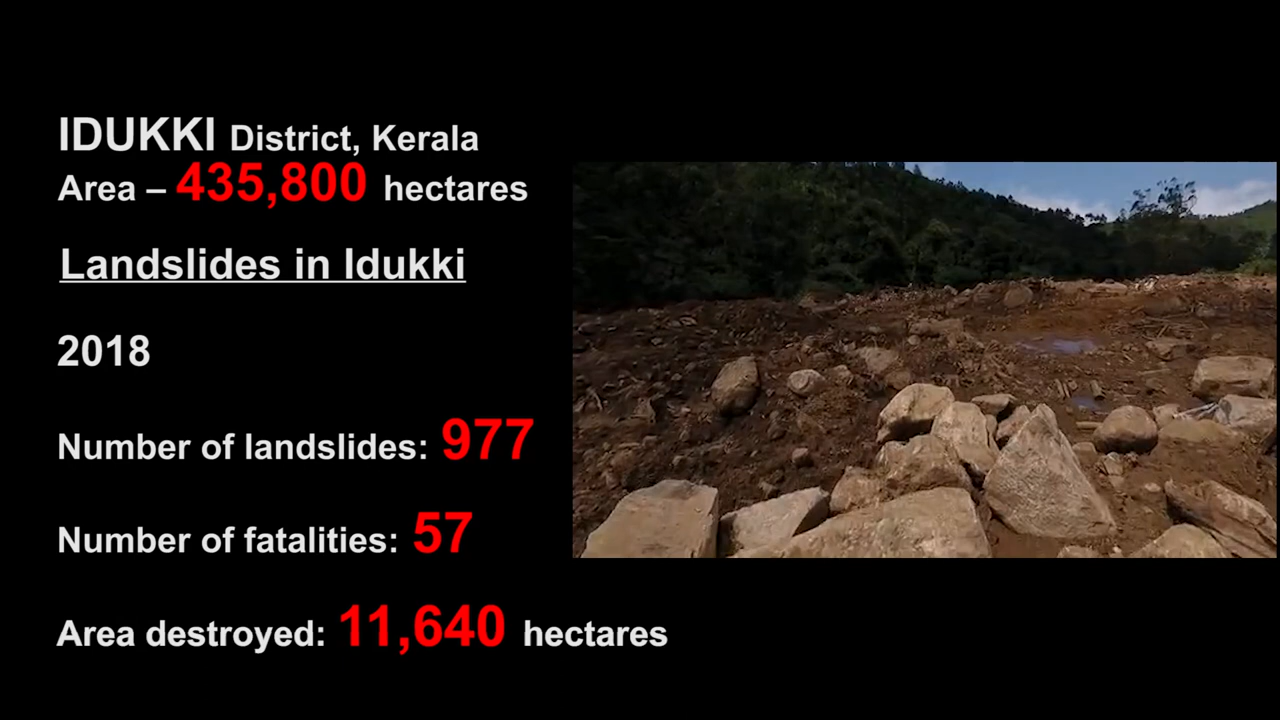 IDUKKI District, Kerala
Area – 435,800 hectares
Landslides in Idukki
2018
Number of landslides: 977
Number of fatalities: 57
Area destroyed: 11,640 hectares